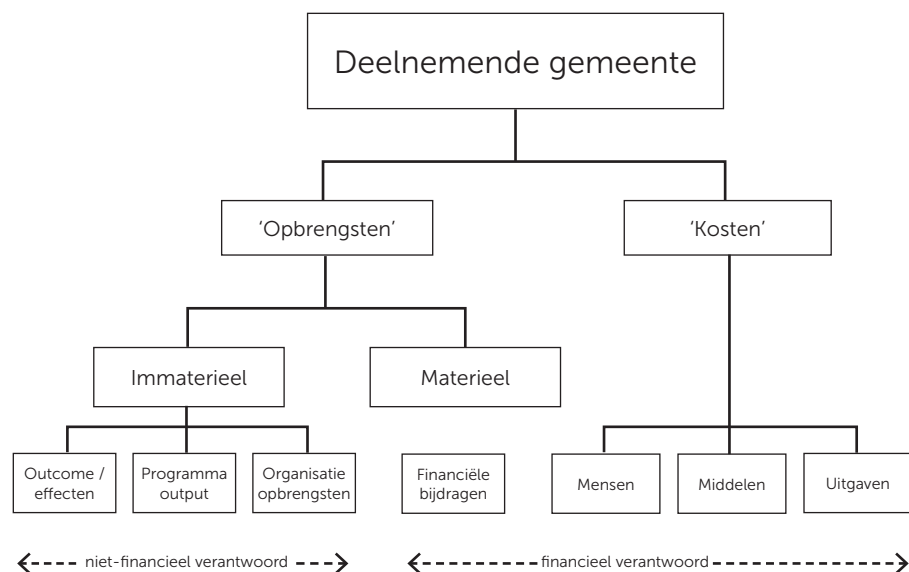 Deelnemende gemeente
‘Opbrengsten’
‘Kosten’
Immaterieel
Materieel
Outcome /
effecten
Programma
output
Organisatie
opbrengsten
Financiële
bijdragen
Mensen
Middelen
Uitgaven
niet-financieel verantwoord
financieel verantwoord